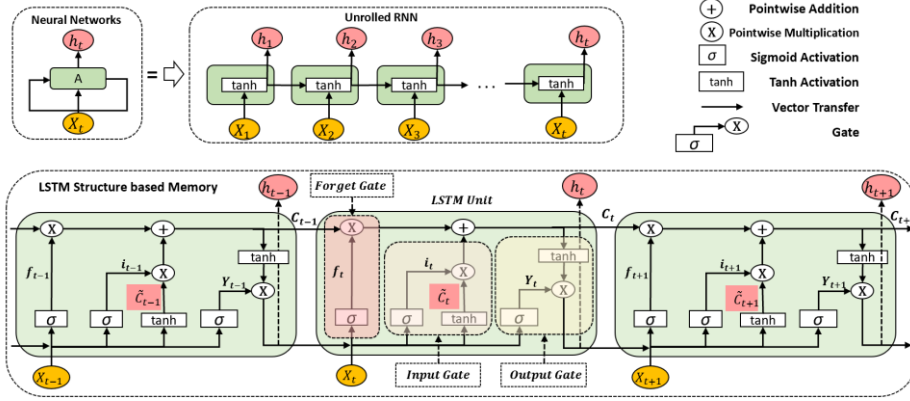 Neural Networks
h_t
A
X_t
=
Unrolled RNN
h_1 h_2 h_3 h_t
tanh tanh tanh ... tanh
X_1 X_2 X_3 X_t
+ Pointwise Addition
X Pointwise Multiplication
σ Sigmoid Activation
tanh Tanh Activation
Vector Transfer
Gate
X
σ
LSTM Structure based Memory
h_{t-1}
Forget Gate
LSTM Unit
h_t
h_{t+1}
C_{t-1} C_t C_{t+
X + X + X +
tanh tanh tanh
f_{t-1} i_{t-1} X f_t i_t X f_{t+1} i_{t+1} X
Y_{t-1} X Y_t X Y_{t+1} X
C̃_{t-1} C̃_t C̃_{t+1}
σ σ tanh σ σ σ tanh σ σ σ tanh σ
X_{t-1} X_t Input Gate Output Gate X_{t+1}